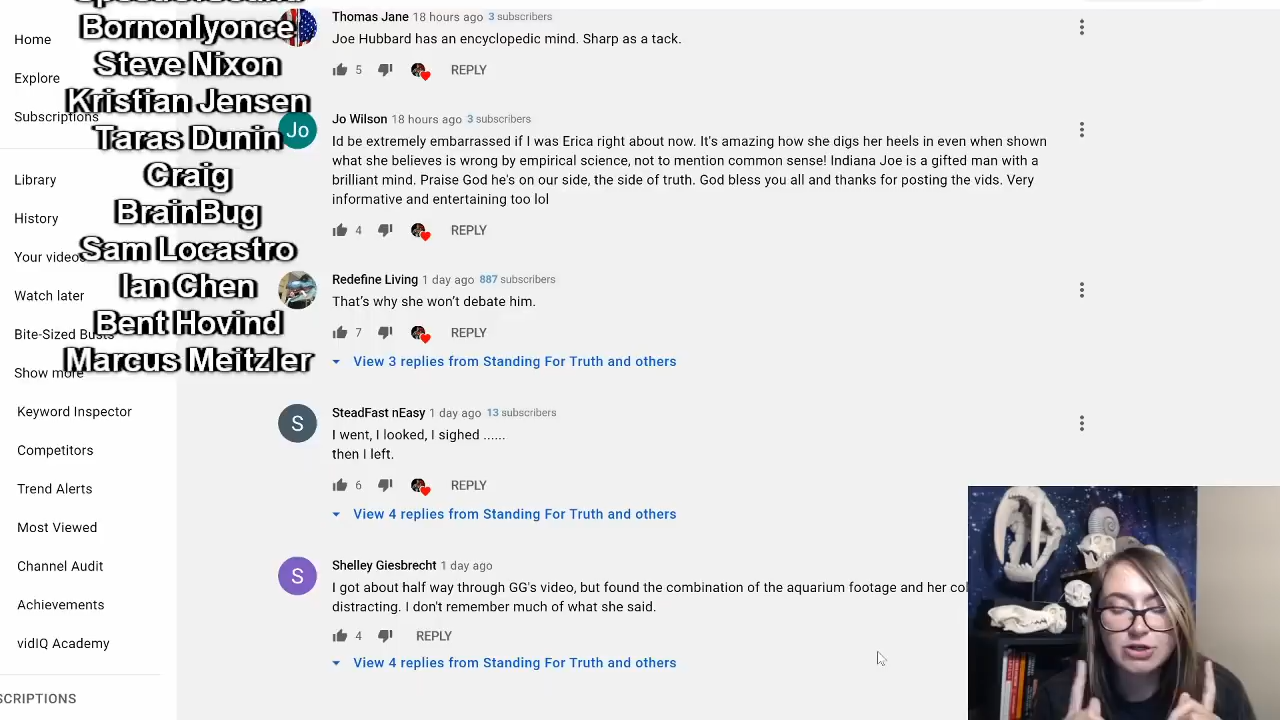 Bornonlyonce
Steve Nixon
Kristian Jensen
Taras Dunin
Craig
BrainBug
Sam Locastro
Ian Chen
Bent Hovind
Marcus Meitzler
Home
Explore
Subscriptions
Library
History
Your videos
Watch later
Bite-Sized Busts
Show more
Keyword Inspector
Competitors
Trend Alerts
Most Viewed
Channel Audit
Achievements
vidIQ Academy
SCRIPTIONS
Thomas Jane 18 hours ago 3 subscribers
Joe Hubbard has an encyclopedic mind. Sharp as a tack.
5 REPLY
Jo
Jo Wilson 18 hours ago 3 subscribers
Id be extremely embarrassed if I was Erica right about now. It's amazing how she digs her heels in even when shown
what she believes is wrong by empirical science, not to mention common sense! Indiana Joe is a gifted man with a
brilliant mind. Praise God he's on our side, the side of truth. God bless you all and thanks for posting the vids. Very
informative and entertaining too lol
4 REPLY
Redefine Living 1 day ago 887 subscribers
That's why she won't debate him.
7 REPLY
View 3 replies from Standing For Truth and others
S
SteadFast nEasy 1 day ago 13 subscribers
I went, I looked, I sighed ......
then I left.
6 REPLY
View 4 replies from Standing For Truth and others
S
Shelley Giesbrecht 1 day ago
I got about half way through GG's video, but found the combination of the aquarium footage and her
distracting. I don't remember much of what she said.
4 REPLY
View 4 replies from Standing For Truth and others